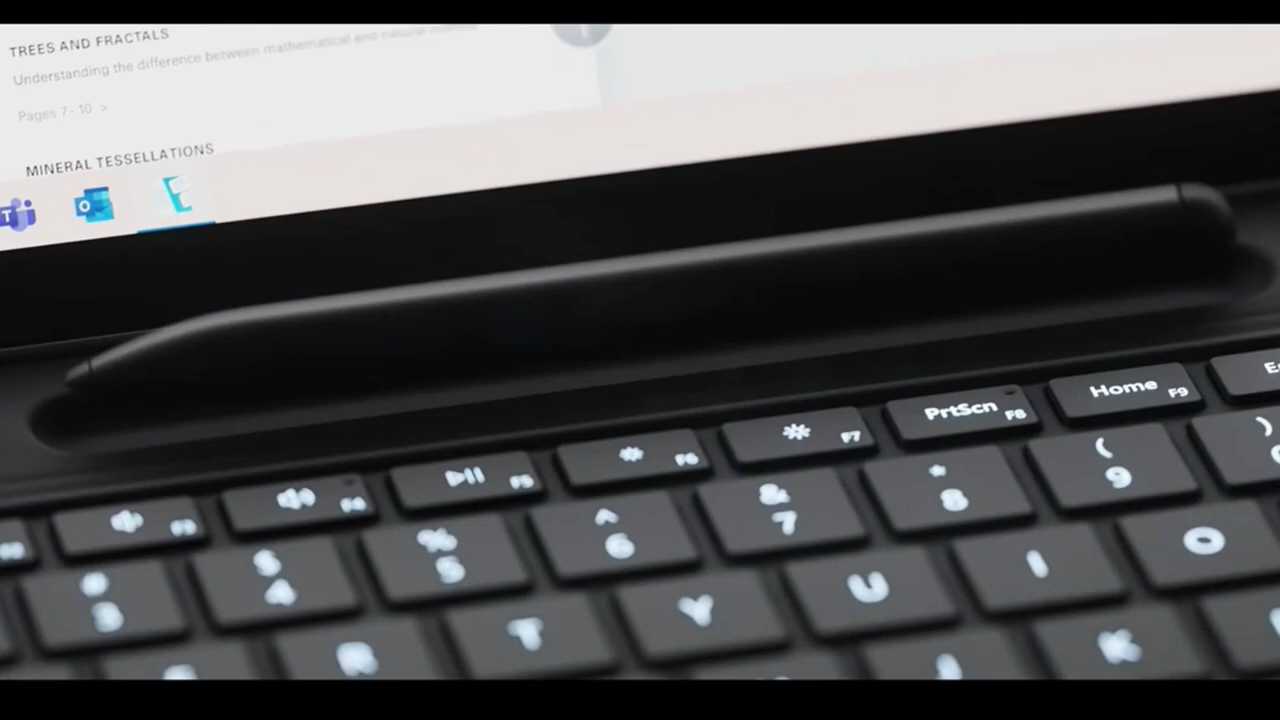 TREES AND FRACTALS
Understanding the difference between mathematical and natural
Pages 7 - 10 >
MINERAL TESSELLATIONS
T
O
F3 F4 F5 F6 F7 PrtScn F8 Home F9
# 3 $ 4 % 5 ^ 6 & 7 * 8 ( 9 )
R T Y U I O
J K